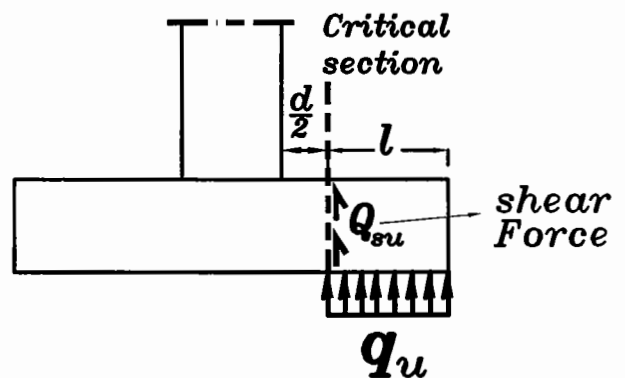 Critical
section
d/2
l
Q_su
shear
Force
q_u